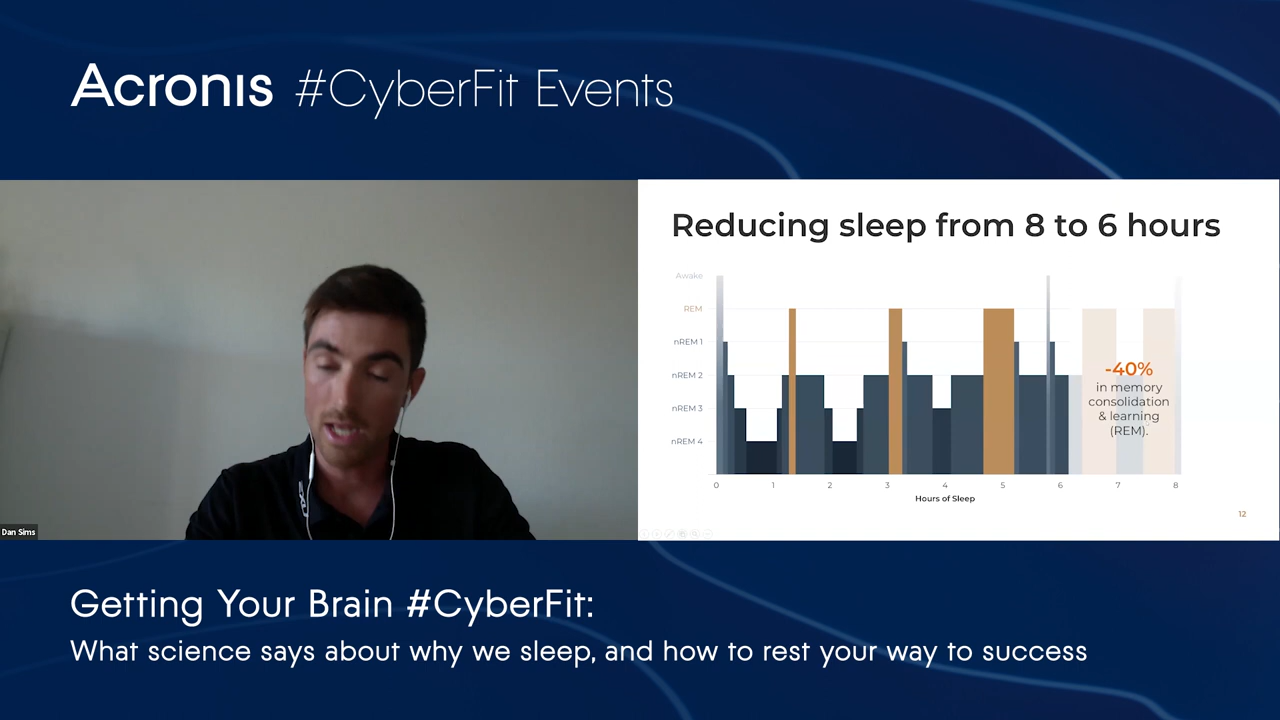 Acronis #CyberFit Events
Reducing sleep from 8 to 6 hours
Awake
REM
nREM 1
nREM 2
nREM 3
nREM 4
-40%
in memory
consolidation
& learning
(REM).
0 1 2 3 4 5 6 7 8
Hours of Sleep
12
Dan Sims
Getting Your Brain #CyberFit:
What science says about why we sleep, and how to rest your way to success